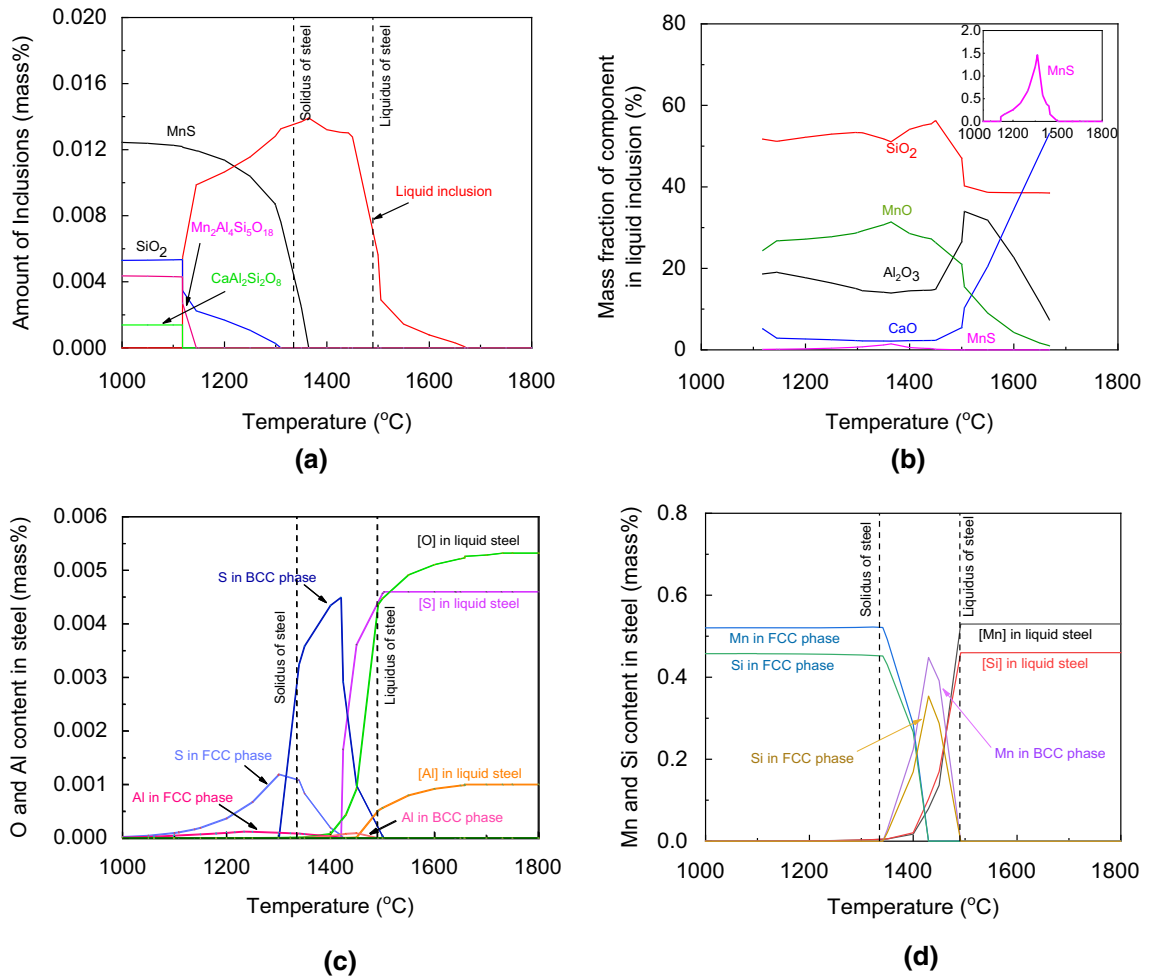 0.020
0.016
0.012
0.008
0.004
0.000
Amount of Inclusions (mass%)
MnS
Mn2Al4Si5O18
SiO2
CaAl2Si2O8
Solidus of steel
Liquidus of steel
Liquid inclusion
1000 1200 1400 1600 1800
Temperature (oC)
(a)
80
60
40
20
0
Mass fraction of component
in liquid inclusion (%)
2.0
1.5
1.0
0.5
0.0
MnS
1000 1200 1500 1800
SiO2
MnO
Al2O3
CaO
MnS
1000 1200 1400 1600 1800
Temperature (oC)
(b)
0.006
0.005
0.004
0.003
0.002
0.001
0.000
O and Al content in steel (mass%)
[O] in liquid steel
S in BCC phase
[S] in liquid steel
Solidus of steel
Liquidus of steel
S in FCC phase
Al in FCC phase
[Al] in liquid steel
Al in BCC phase
1000 1200 1400 1600 1800
Temperature (oC)
(c)
0.8
0.6
0.4
0.2
0.0
Mn and Si content in steel (mass%)
Solidus of steel
Liquidus of steel
Mn in FCC phase
[Mn] in liquid steel
Si in FCC phase
[Si] in liquid steel
Si in FCC phase
Mn in BCC phase
1000 1200 1400 1600 1800
Temperature (oC)
(d)